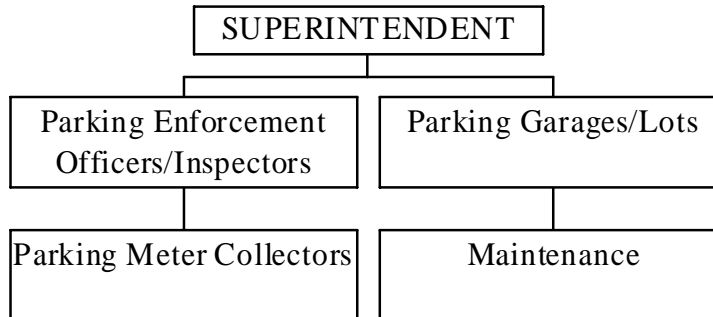 SUPERINTENDENT
Parking Enforcement
Officers/Inspectors
Parking Garages/Lots
Parking Meter Collectors
Maintenance